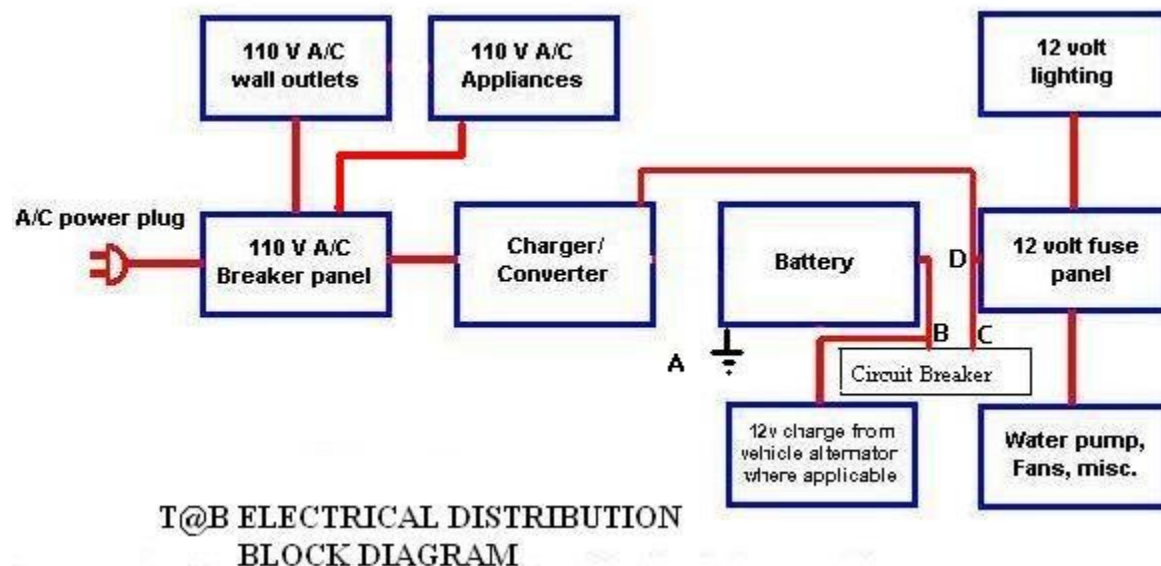 110 V A/C
wall outlets
110 V A/C
Appliances
12 volt
lighting
A/C power plug
110 V A/C
Breaker panel
Charger/
Converter
Battery
D
12 volt fuse
panel
A
B
C
Circuit Breaker
12v charge from
vehicle alternator
where applicable
Water pump,
Fans, misc.
T@B ELECTRICAL DISTRIBUTION
BLOCK DIAGRAM